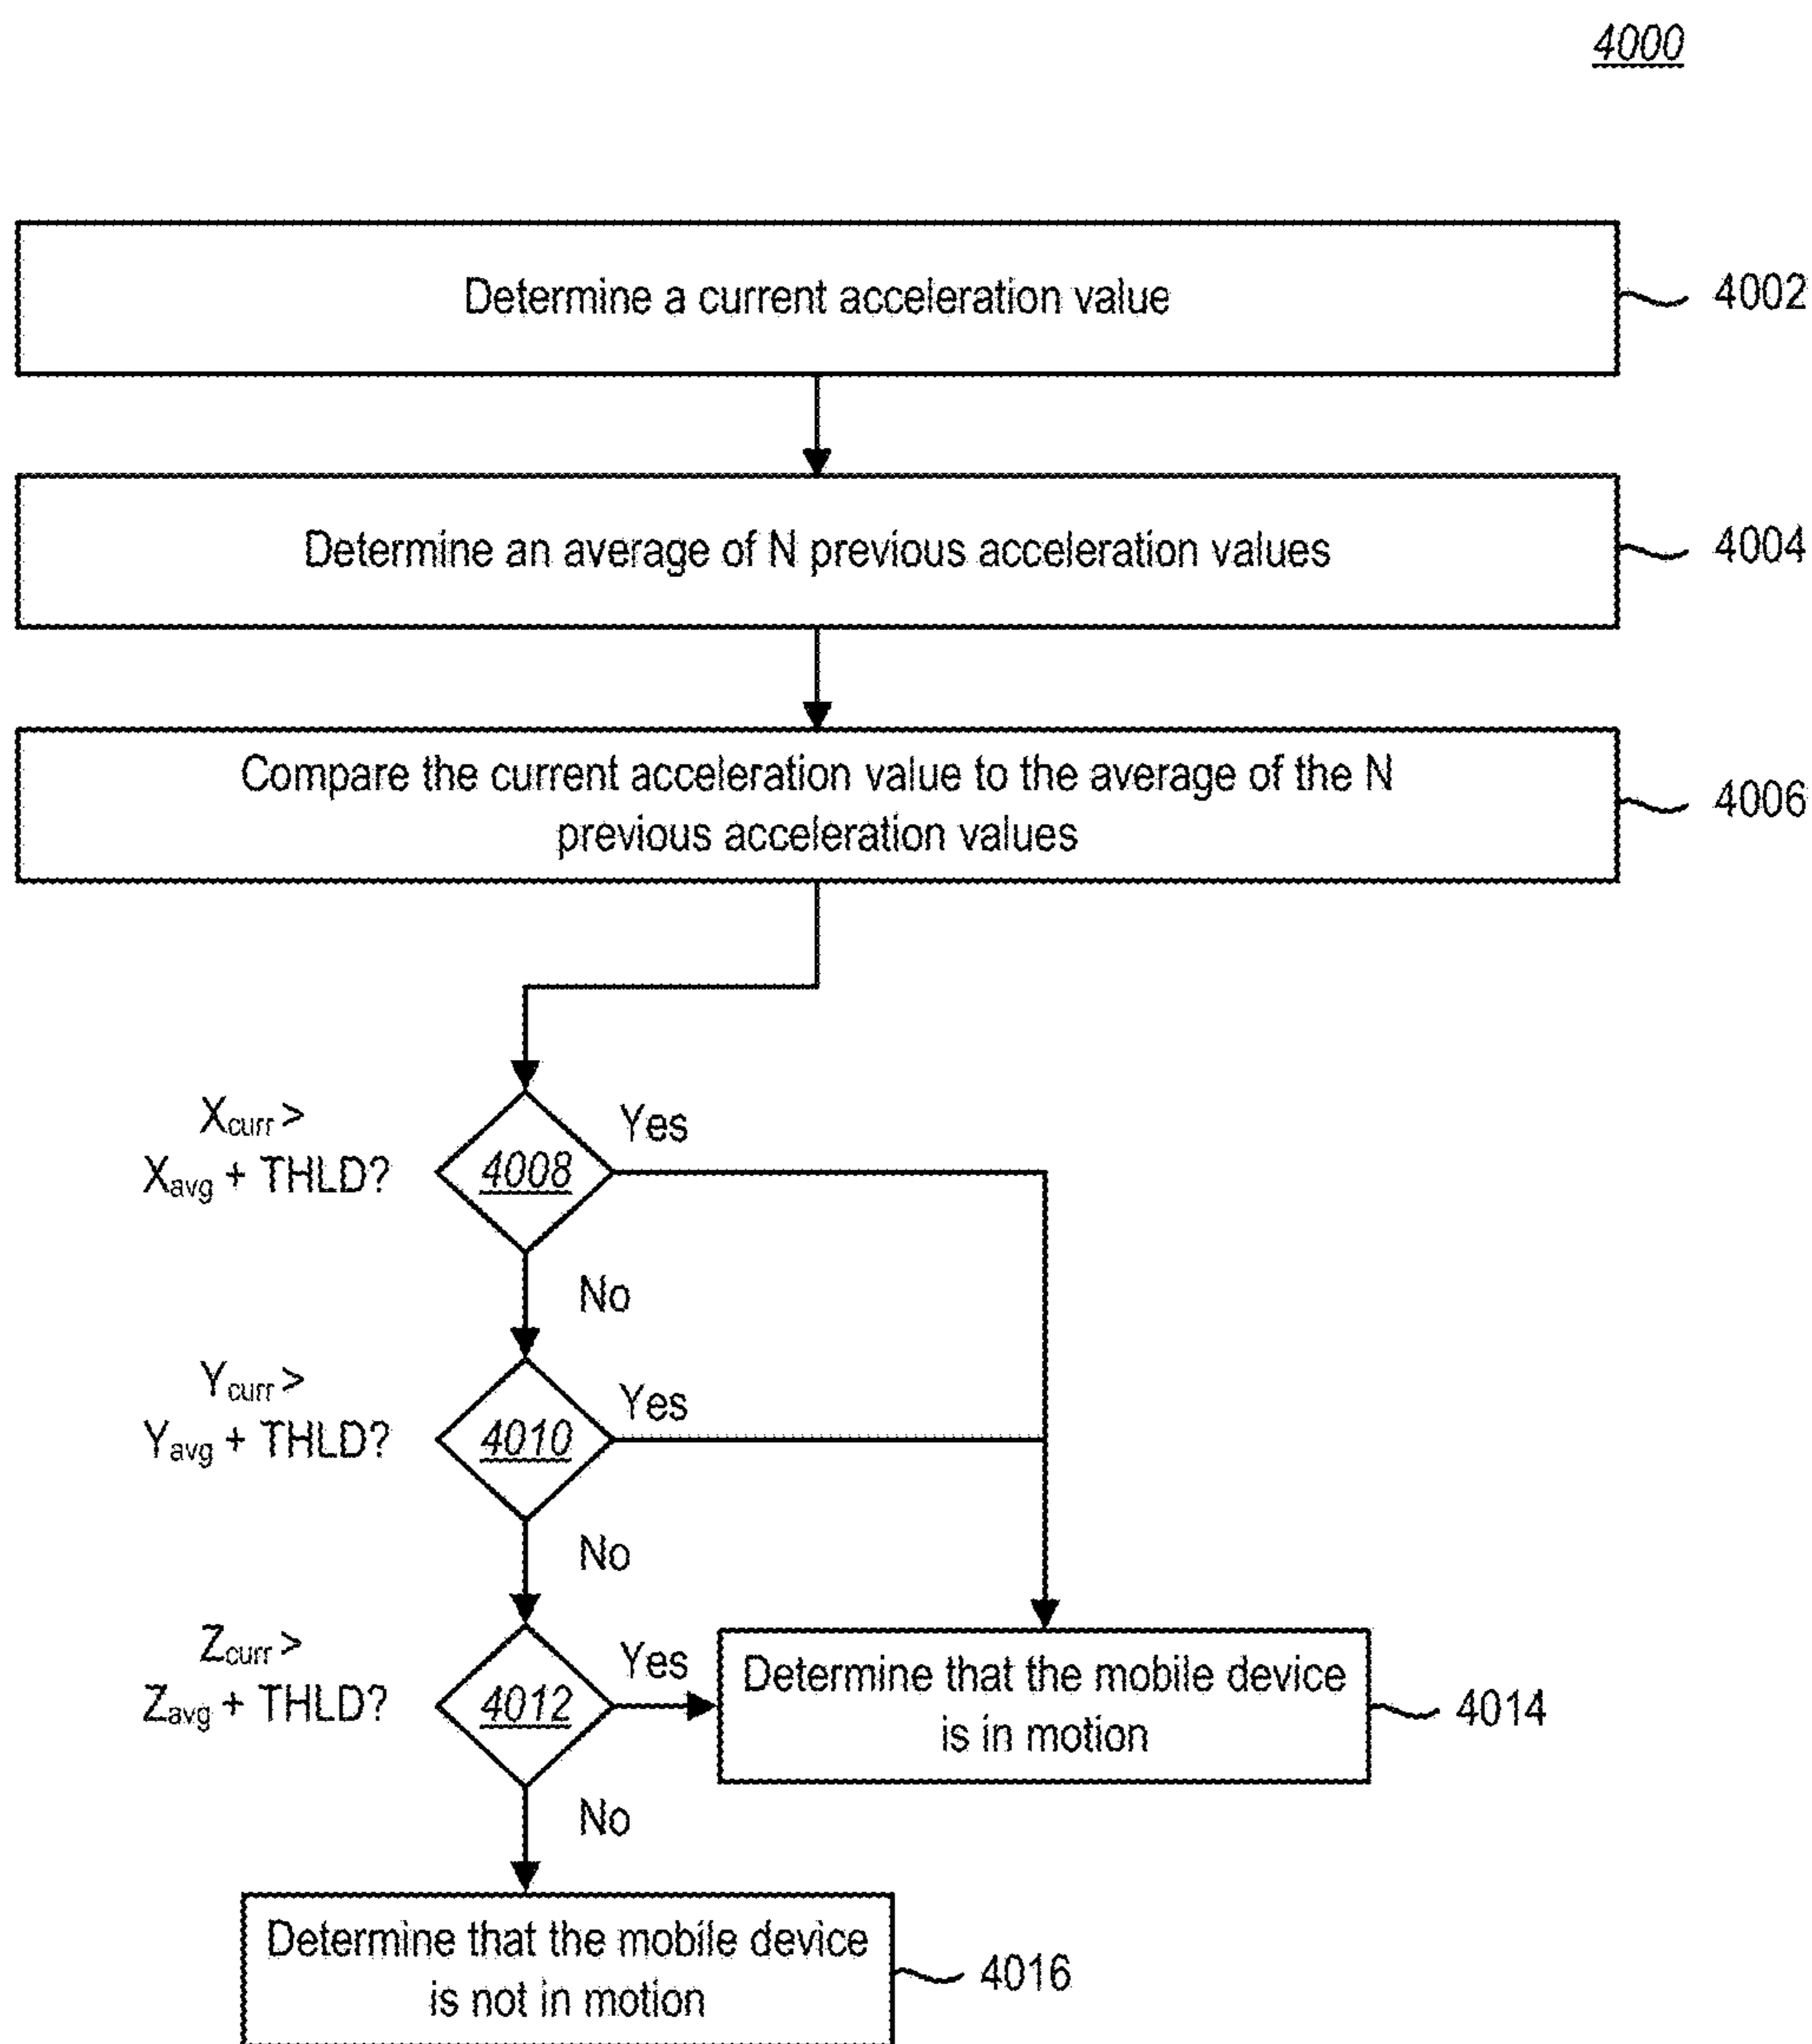 4000
Determine a current acceleration value
4002
Determine an average of N previous acceleration values
4004
Compare the current acceleration value to the average of the N
previous acceleration values
4006
Xcurr >
Xavg + THLD?
4008
Yes
No
Ycurr >
Yavg + THLD?
4010
Yes
No
Zcurr >
Zavg + THLD?
4012
Yes
Determine that the mobile device
is in motion
4014
No
Determine that the mobile device
is not in motion
4016